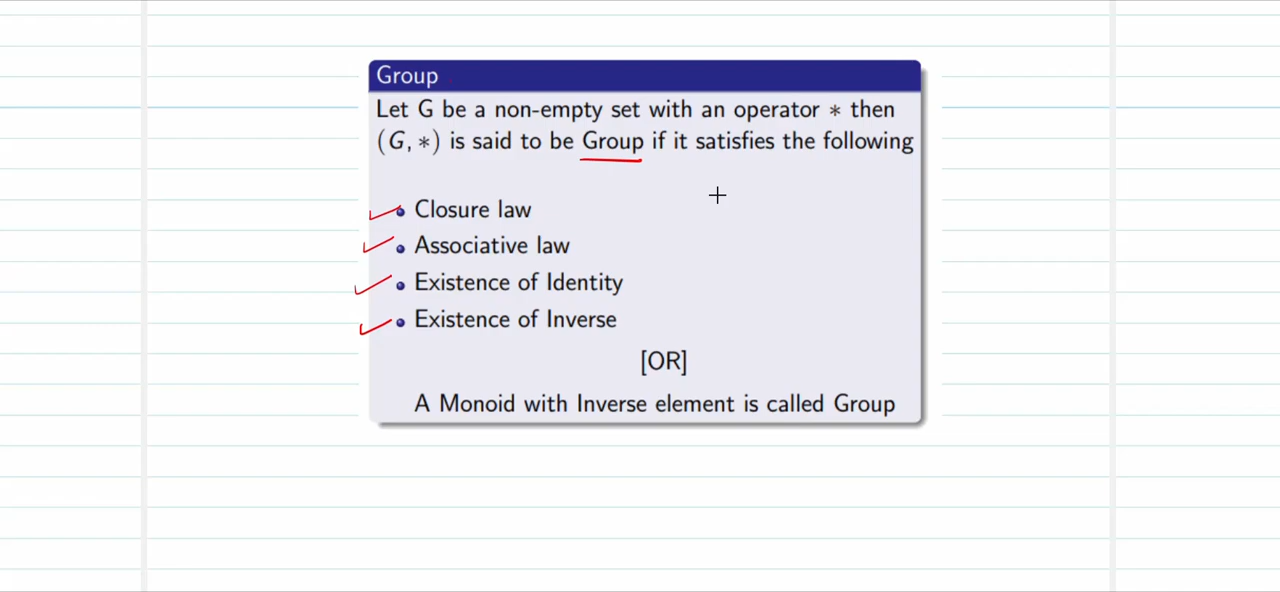 Group
Let G be a non-empty set with an operator ∗ then
(G, ∗) is said to be Group if it satisfies the following
Closure law
Associative law
Existence of Identity
Existence of Inverse
[OR]
A Monoid with Inverse element is called Group